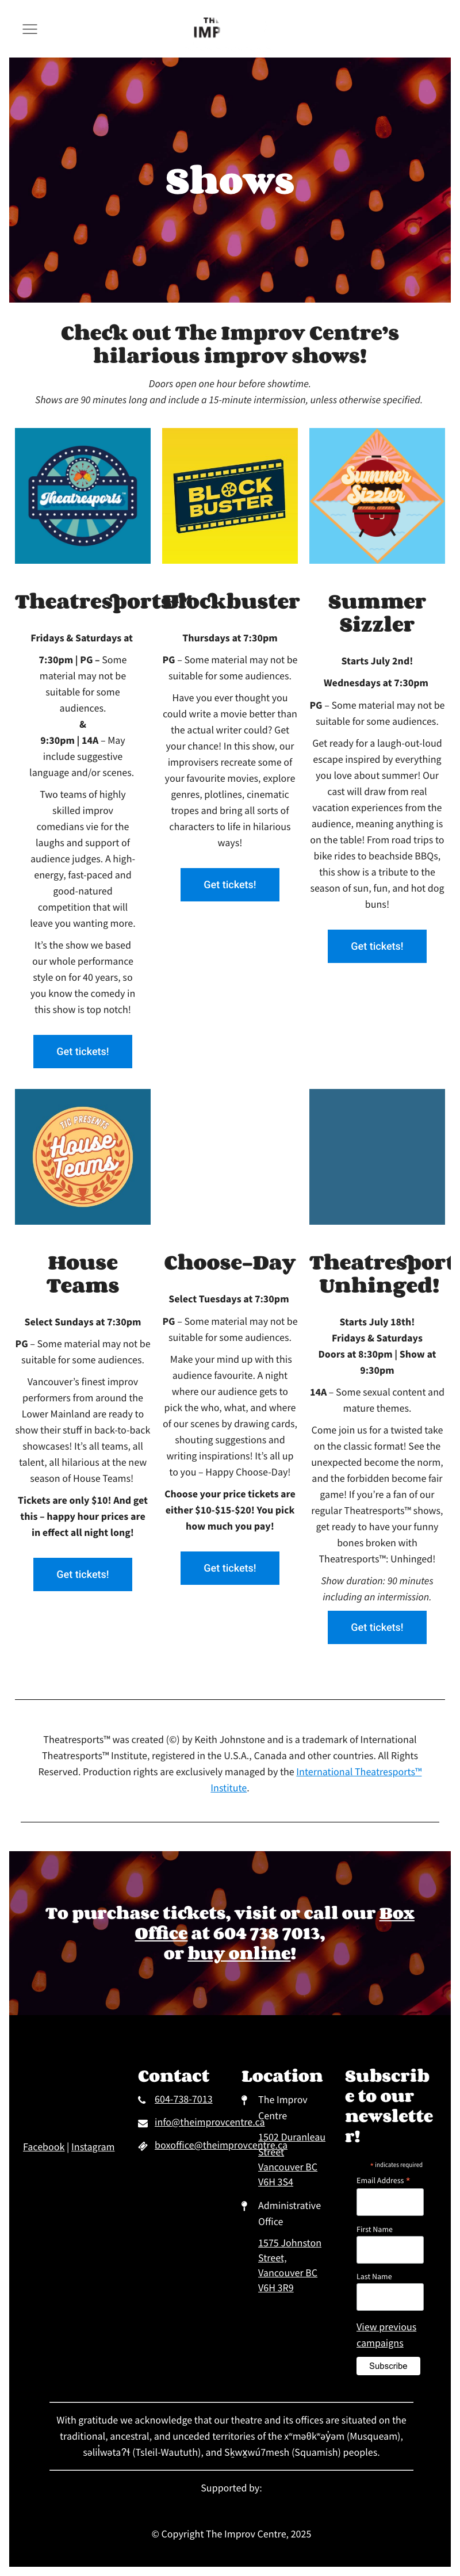 THE
IMP
Shows
Check out The Improv Centre's
hilarious improv shows!
Doors open one hour before showtime.
Shows are 90 minutes long and include a 15-minute intermission, unless otherwise specified.
Theatresports™
BLOCK
BUSTER
Summer
Sizzler
Theatresports™
Fridays & Saturdays at
7:30pm | PG – Some
material may not be
suitable for some
audiences.
&
9:30pm | 14A – May
include suggestive
language and/or scenes.
Two teams of highly
skilled improv
comedians vie for the
laughs and support of
audience judges. A high-
energy, fast-paced and
good-natured
competition that will
leave you wanting more.
It's the show we based
our whole performance
style on for 40 years, so
you know the comedy in
this show is top notch!
Get tickets!
Blockbuster
Thursdays at 7:30pm
PG – Some material may not be
suitable for some audiences.
Have you ever thought you
could write a movie better than
the actual writer could? Get
your chance! In this show, our
improvisers recreate some of
your favourite movies, explore
genres, plotlines, cinematic
tropes and bring all sorts of
characters to life in hilarious
ways!
Get tickets!
Summer
Sizzler
Starts July 2nd!
Wednesdays at 7:30pm
PG – Some material may not be
suitable for some audiences.
Get ready for a laugh-out-loud
escape inspired by everything
you love about summer! Our
cast will draw from real
vacation experiences from the
audience, meaning anything is
on the table! From road trips to
bike rides to beachside BBQs,
this show is a tribute to the
season of sun, fun, and hot dog
buns!
Get tickets!
TIC PRESENTS
House
Teams
House
Teams
Select Sundays at 7:30pm
PG – Some material may not be
suitable for some audiences.
Vancouver's finest improv
performers from around the
Lower Mainland are ready to
show their stuff in back-to-back
showcases! It's all teams, all
talent, all hilarious at the new
season of House Teams!
Tickets are only $10! And get
this – happy hour prices are
in effect all night long!
Get tickets!
Choose-Day
Select Tuesdays at 7:30pm
PG – Some material may not be
suitable for some audiences.
Make your mind up with this
audience favourite. A night
where our audience gets to
pick the who, what, and where
of our scenes by drawing cards,
shouting suggestions and
writing inspirations! It's all up
to you – Happy Choose-Day!
Choose your price tickets are
either $10-$15-$20! You pick
how much you pay!
Get tickets!
Theatresport
Unhinged!
Starts July 18th!
Fridays & Saturdays
Doors at 8:30pm | Show at
9:30pm
14A – Some sexual content and
mature themes.
Come join us for a twisted take
on the classic format! See the
unexpected become the norm,
and the forbidden become fair
game! If you're a fan of our
regular Theatresports™ shows,
get ready to have your funny
bones broken with
Theatresports™: Unhinged!
Show duration: 90 minutes
including an intermission.
Get tickets!
Theatresports™ was created (©) by Keith Johnstone and is a trademark of International
Theatresports™ Institute, registered in the U.S.A., Canada and other countries. All Rights
Reserved. Production rights are exclusively managed by the International Theatresports™
Institute.
To purchase tickets, visit or call our Box
Office at 604 738 7013,
or buy online!
Facebook | Instagram
Contact
604-738-7013
info@theimprovcentre.ca
boxoffice@theimprovcentre.ca
Location
The Improv
Centre
1502 Duranleau
Street
Vancouver BC
V6H 3S4
Administrative
Office
1575 Johnston
Street,
Vancouver BC
V6H 3R9
Subscrib
e to our
newslette
r!
* indicates required
Email Address *
First Name
Last Name
View previous
campaigns
Subscribe
With gratitude we acknowledge that our theatre and its offices are situated on the
traditional, ancestral, and unceded territories of the xʷməθkʷəy̓əm (Musqueam),
səlilwətaʔɬ (Tsleil-Waututh), and Sḵwx̱wú7mesh (Squamish) peoples.
Supported by:
© Copyright The Improv Centre, 2025